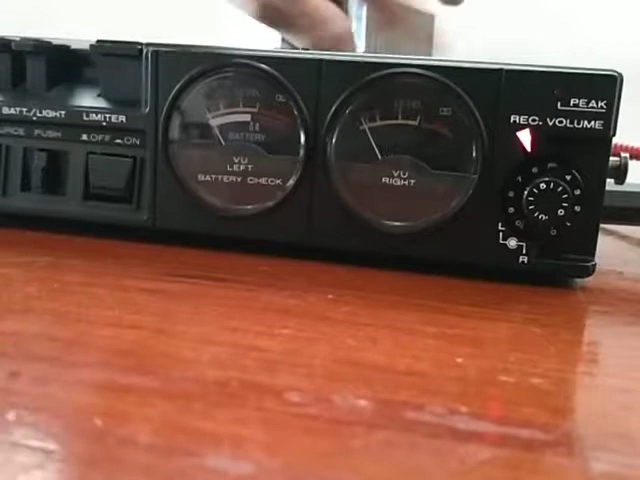 BATT./LIGHT
LIMITER
PUSH
OFF
ON
BATTERY
VU
LEFT
BATTERY CHECK
VU
RIGHT
PEAK
REC. VOLUME
L
R